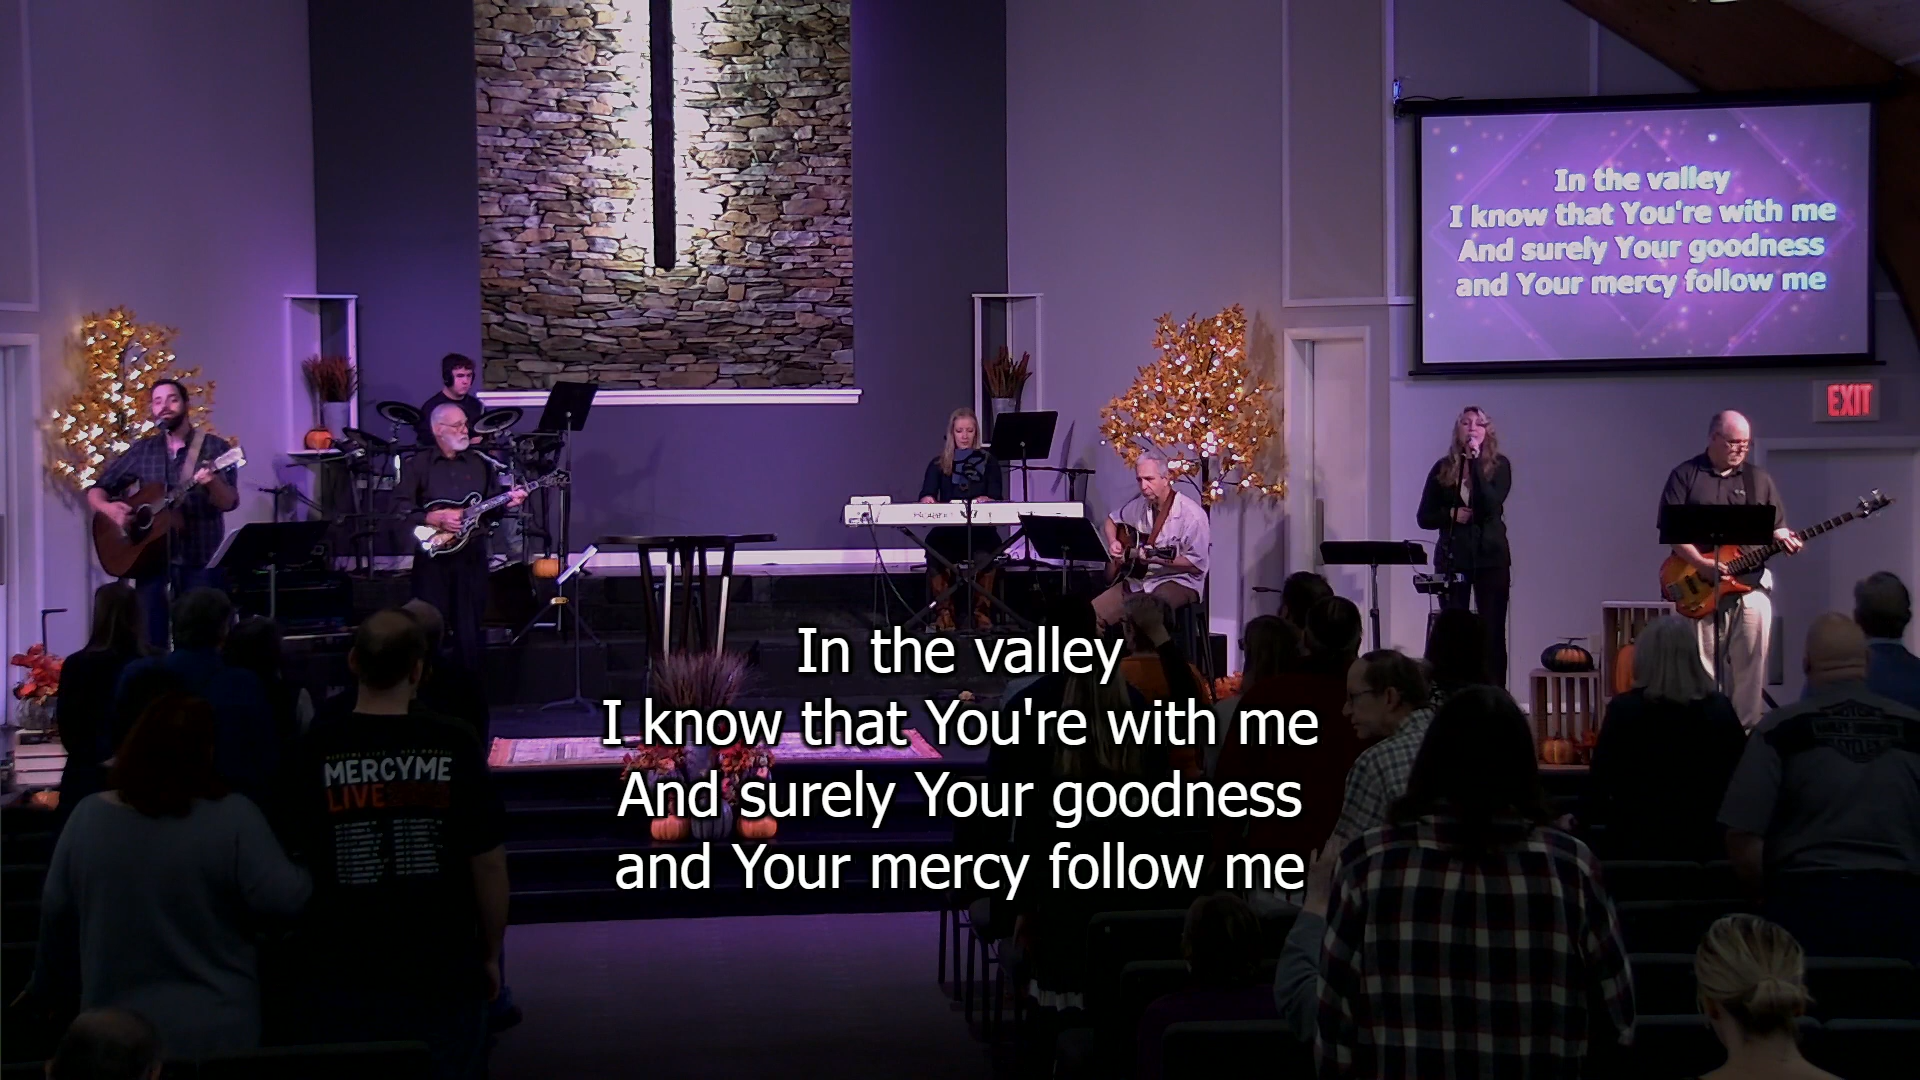 In the valley
I know that You're with me
And surely Your goodness
and Your mercy follow me
EXIT
In the valley
I know that You're with me
And surely Your goodness
and Your mercy follow me
MERCYME
LIVE